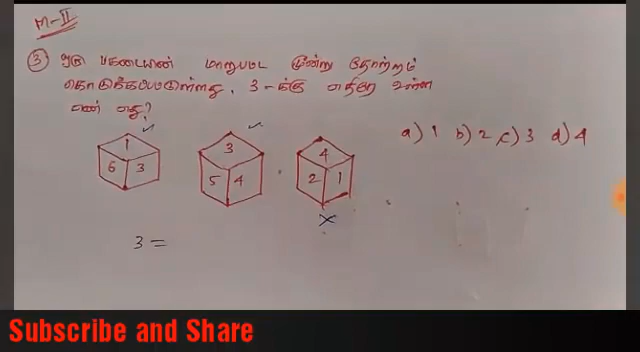 M-II
③ ஒரு பகடையின் மாறுபட்ட மூன்று தோற்றம்
கொடுக்கப்பட்டுள்ளது. 3-க்கு எதிரே உள்ள
எண் எது?
a) 1 b) 2 c) 3 d) 4
1 6 3
3 5 4
4 2 1
3 =
Subscribe and Share